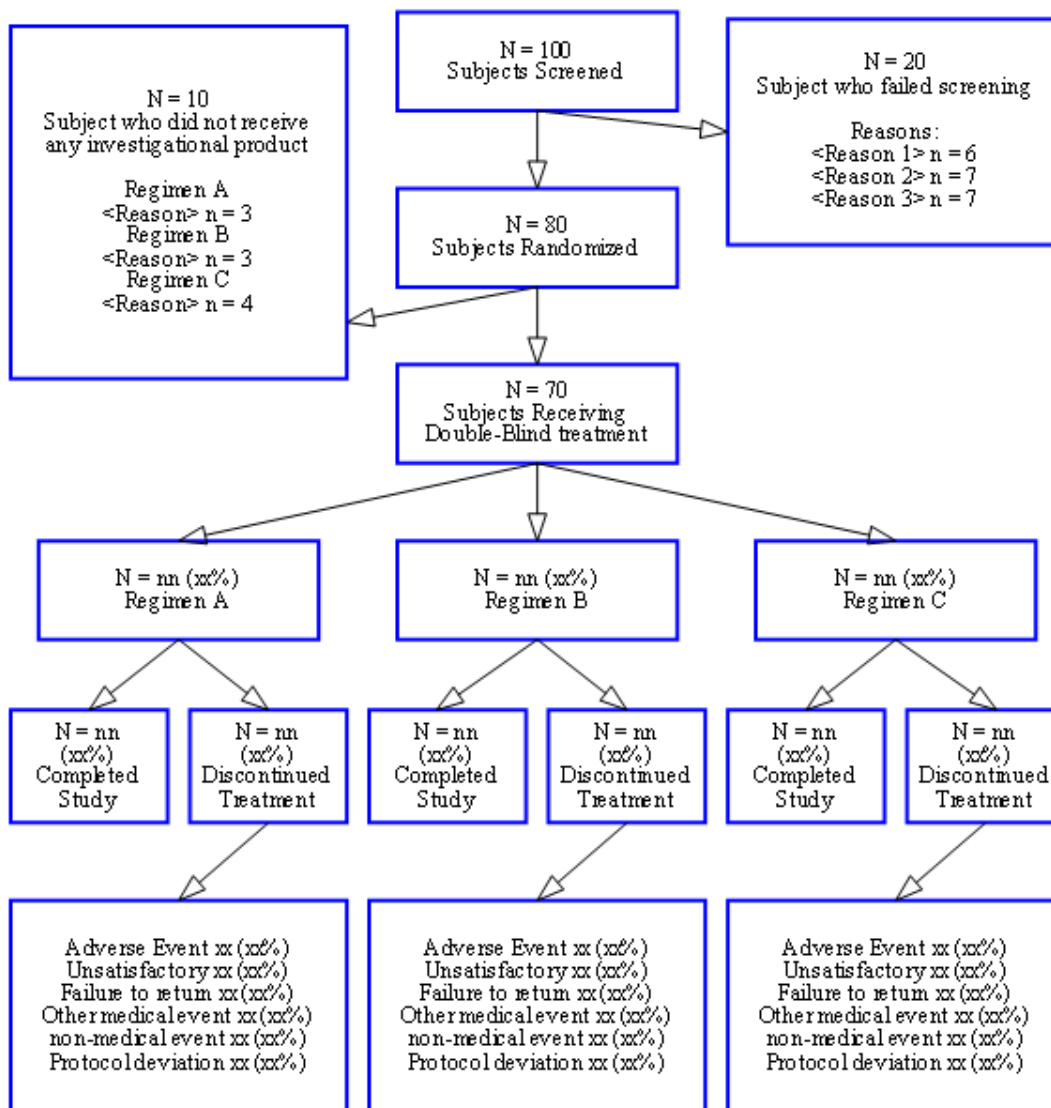 N = 100
Subjects Screened
N = 20
Subject who failed screening
Reasons:
<Reason 1> n = 6
<Reason 2> n = 7
<Reason 3> n = 7
N = 10
Subject who did not receive
any investigational product
Regimen A
<Reason> n = 3
Regimen B
<Reason> n = 3
Regimen C
<Reason> n = 4
N = 80
Subjects Randomized
N = 70
Subjects Receiving
Double-Blind treatment
N = nn (xx%)
Regimen A
N = nn (xx%)
Regimen B
N = nn (xx%)
Regimen C
N = nn
(xx%)
Completed
Study
N = nn
(xx%)
Discontinued
Treatment
N = nn
(xx%)
Completed
Study
N = nn
(xx%)
Discontinued
Treatment
N = nn
(xx%)
Completed
Study
N = nn
(xx%)
Discontinued
Treatment
Adverse Event xx (xx%)
Unsatisfactory xx (xx%)
Failure to return xx (xx%)
Other medical event xx (xx%)
non-medical event xx (xx%)
Protocol deviation xx (xx%)
Adverse Event xx (xx%)
Unsatisfactory xx (xx%)
Failure to return xx (xx%)
Other medical event xx (xx%)
non-medical event xx (xx%)
Protocol deviation xx (xx%)
Adverse Event xx (xx%)
Unsatisfactory xx (xx%)
Failure to return xx (xx%)
Other medical event xx (xx%)
non-medical event xx (xx%)
Protocol deviation xx (xx%)